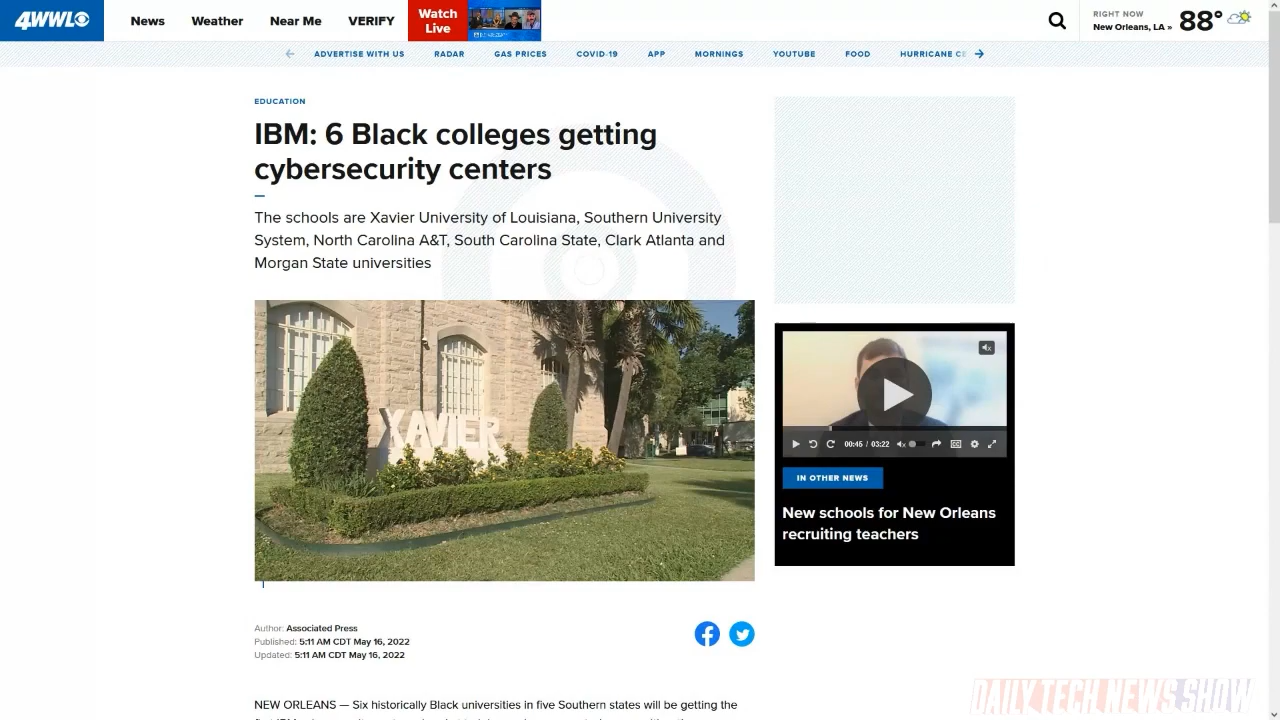 4WWL
News
Weather
Near Me
VERIFY
Watch
Live
RIGHT NOW
New Orleans, LA »
88°
ADVERTISE WITH US
RADAR
GAS PRICES
COVID-19
APP
MORNINGS
YOUTUBE
FOOD
HURRICANE CE
EDUCATION
IBM: 6 Black colleges getting
cybersecurity centers
The schools are Xavier University of Louisiana, Southern University
System, North Carolina A&T, South Carolina State, Clark Atlanta and
Morgan State universities
XAVIER
00:45 / 03:22
IN OTHER NEWS
New schools for New Orleans
recruiting teachers
Author: Associated Press
Published: 5:11 AM CDT May 16, 2022
Updated: 5:11 AM CDT May 16, 2022
NEW ORLEANS — Six historically Black universities in five Southern states will be getting the
DAILY TECH NEWS SHOW